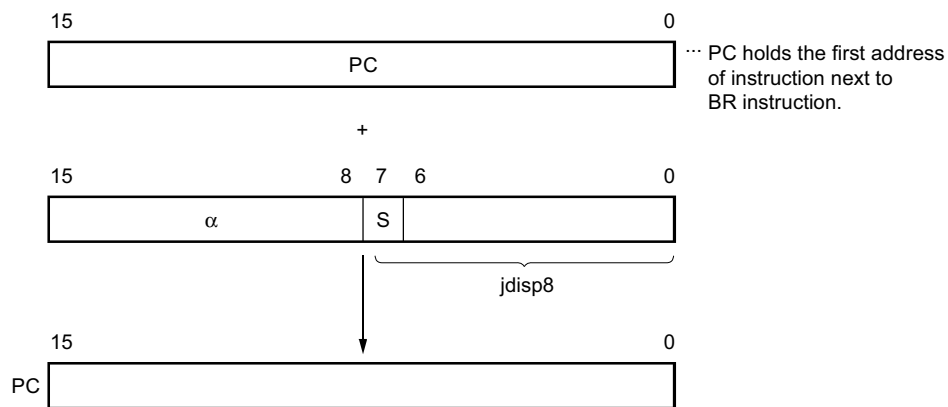 15 0
PC
... PC holds the first address
of instruction next to
BR instruction.
+
15 8 7 6 0
α S
jdisp8
15 0
PC